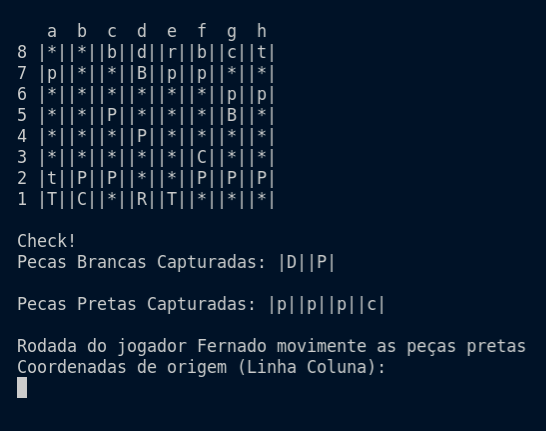 a b c d e f g h
8 |*||*||b||d||r||b||c||t|
7 |p||*||*||B||p||p||*||*|
6 |*||*||*||*||*||*||p||p|
5 |*||*||P||*||*||*||B||*|
4 |*||*||*||P||*||*||*||*|
3 |*||*||*||*||*||C||*||*|
2 |t||P||P||*||*||P||P||P|
1 |T||C||*||R||T||*||*||*|
Check!
Pecas Brancas Capturadas: |D||P|
Pecas Pretas Capturadas: |p||p||p||c|
Rodada do jogador Fernado movimente as peças pretas
Coordenadas de origem (Linha Coluna):